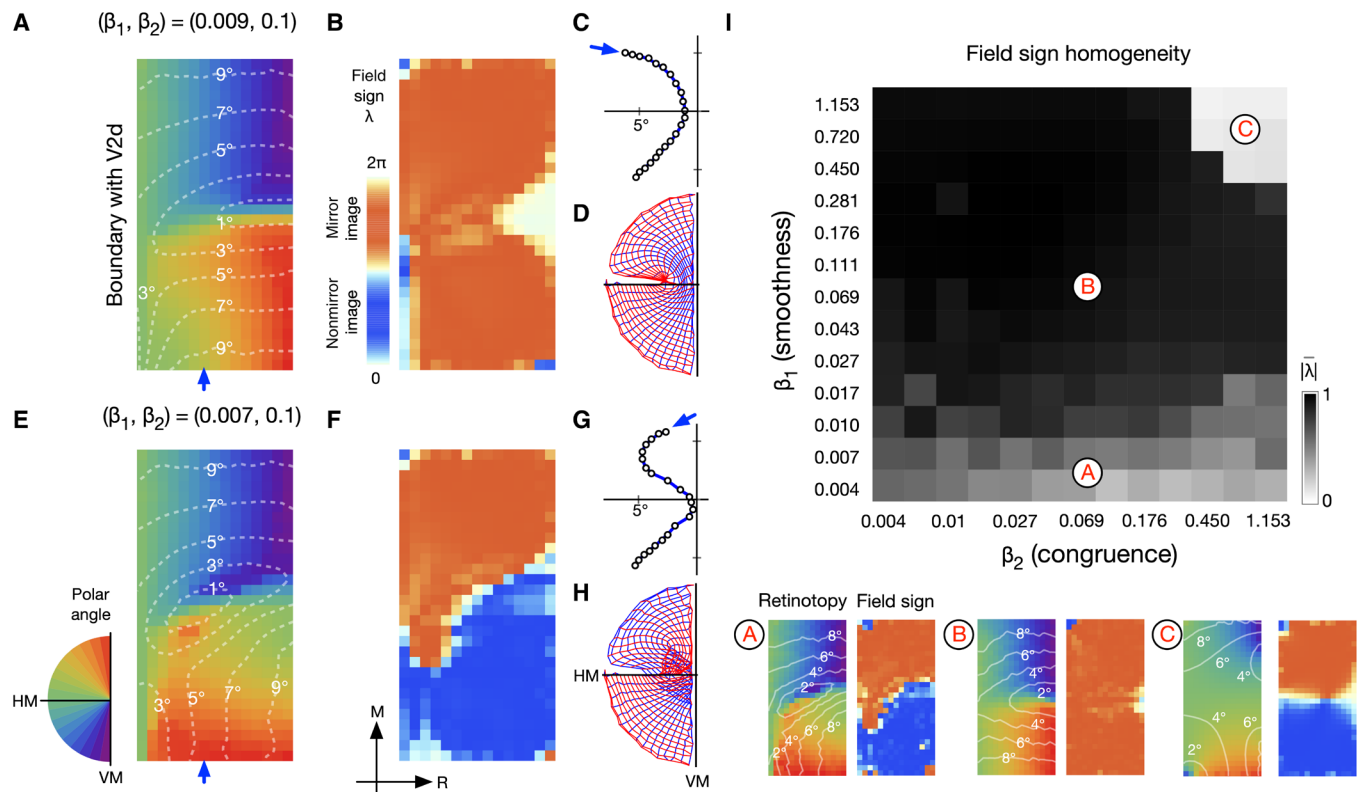 A
(β1, β2) = (0.009, 0.1)
Boundary with V2d
9°
7°
5°
1°
3°
5°
3°
7°
9°
B
Field
sign
λ
2π
Mirror
image
Nonmirror
image
0
C
5°
D
E
(β1, β2) = (0.007, 0.1)
9°
7°
5°
3°
1°
3°
5°
7°
9°
Polar
angle
HM
VM
F
M
R
G
5°
H
HM
VM
I
Field sign homogeneity
β1 (smoothness)
1.153
0.720
0.450
0.281
0.176
0.111
0.069
0.043
0.027
0.017
0.010
0.007
0.004
C
B
A
0.004
0.01
0.027
0.069
0.176
0.450
1.153
β2 (congruence)
|λ̅|
1
0
Retinotopy
Field sign
A
8°
6°
4°
2°
2°
4°
6°
8°
B
8°
6°
4°
2°
4°
6°
8°
C
8°
6°
4°
4°
6°
2°